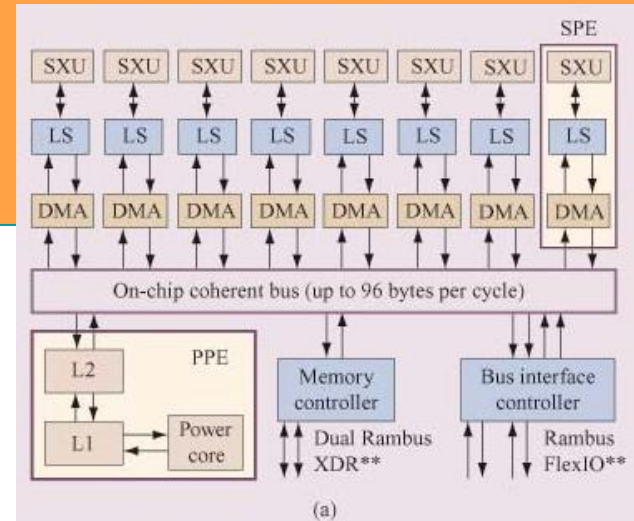 SPE
SXU SXU SXU SXU SXU SXU SXU SXU
LS LS LS LS LS LS LS LS
DMA DMA DMA DMA DMA DMA DMA DMA
On-chip coherent bus (up to 96 bytes per cycle)
PPE
L2
L1
Power
core
Memory
controller
Dual Rambus
XDR**
Bus interface
controller
Rambus
FlexIO**
(a)